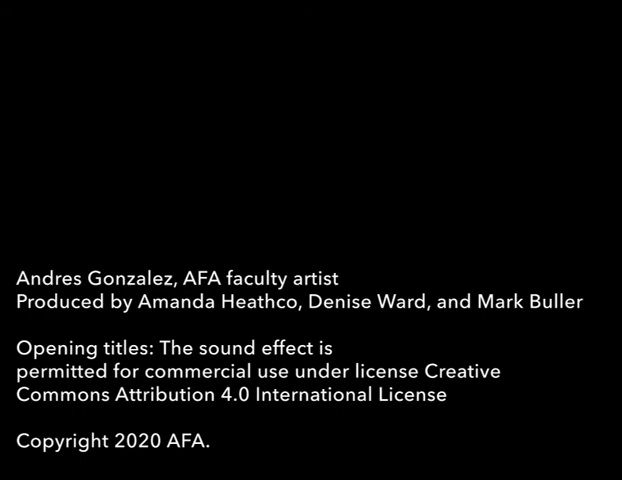 Andres Gonzalez, AFA faculty artist
Produced by Amanda Heathco, Denise Ward, and Mark Buller
Opening titles: The sound effect is
permitted for commercial use under license Creative
Commons Attribution 4.0 International License
Copyright 2020 AFA.